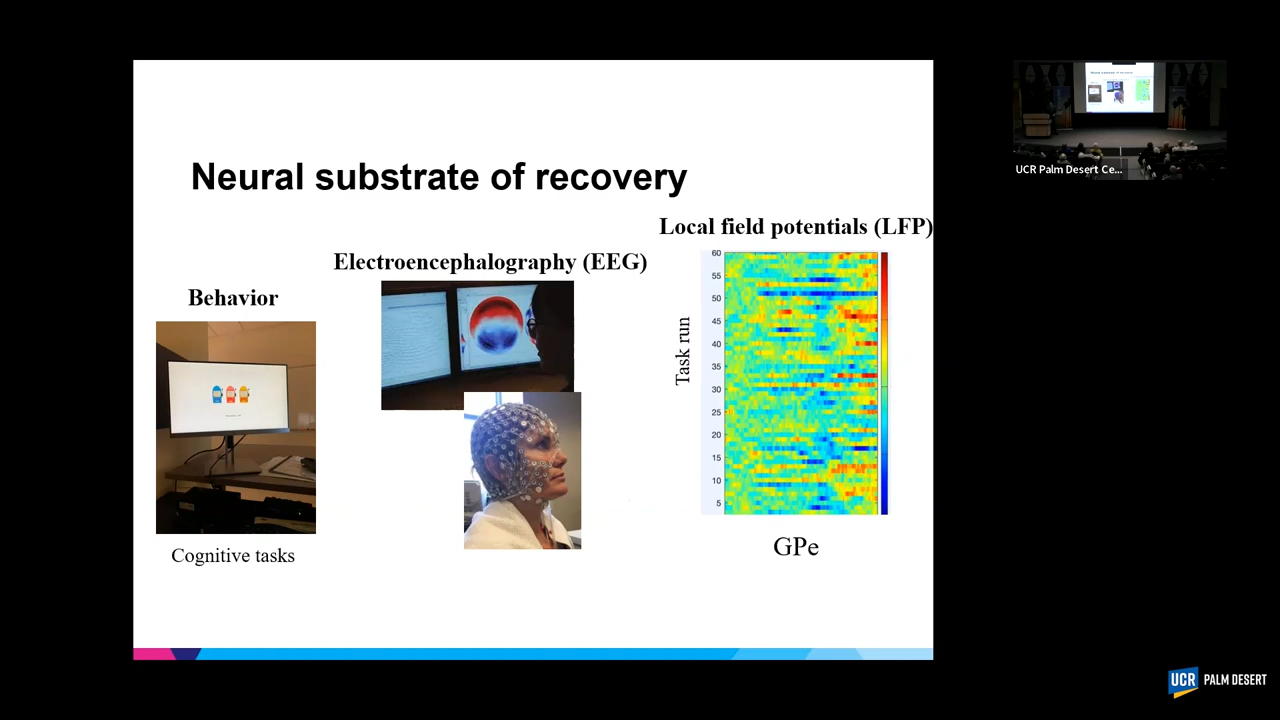 Neural substrate of recovery
Local field potentials (LFP)
Electroencephalography (EEG)
Behavior
Cognitive tasks
Task run
60
55
50
45
40
35
30
25
20
15
10
5
GPe
UCR Palm Desert Ce...
UCR PALM DESERT